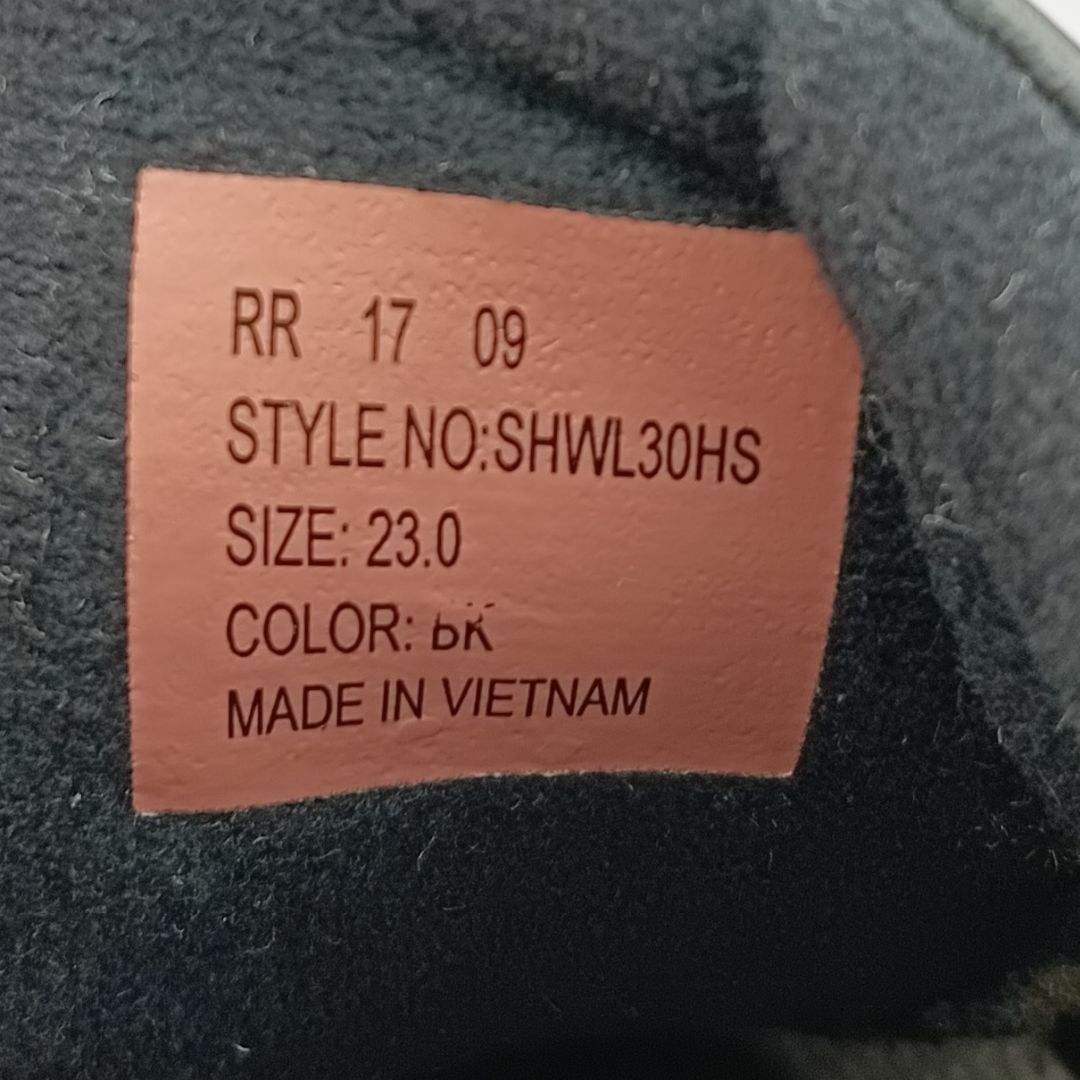 RR 17 09
STYLE NO:SHWL30HS
SIZE: 23.0
COLOR: BK
MADE IN VIETNAM